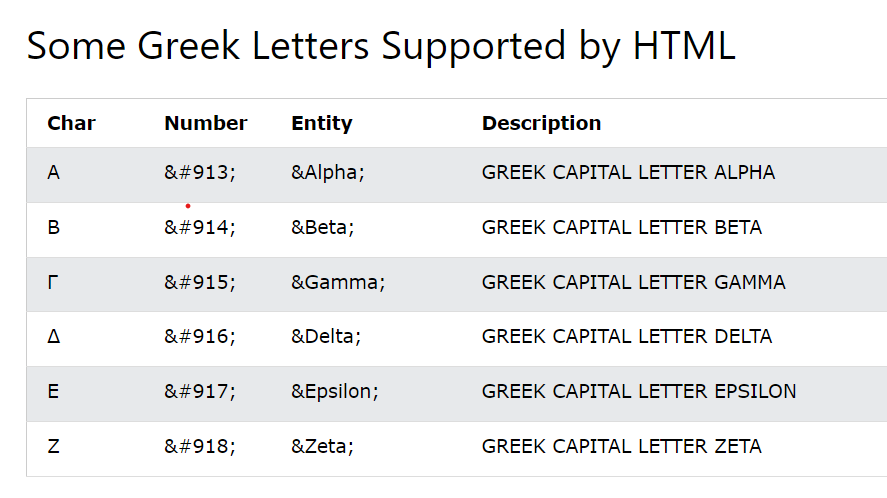 Some Greek Letters Supported by HTML
Char Number Entity Description
Α &#913; &Alpha; GREEK CAPITAL LETTER ALPHA
Β &#914; &Beta; GREEK CAPITAL LETTER BETA
Γ &#915; &Gamma; GREEK CAPITAL LETTER GAMMA
Δ &#916; &Delta; GREEK CAPITAL LETTER DELTA
Ε &#917; &Epsilon; GREEK CAPITAL LETTER EPSILON
Ζ &#918; &Zeta; GREEK CAPITAL LETTER ZETA